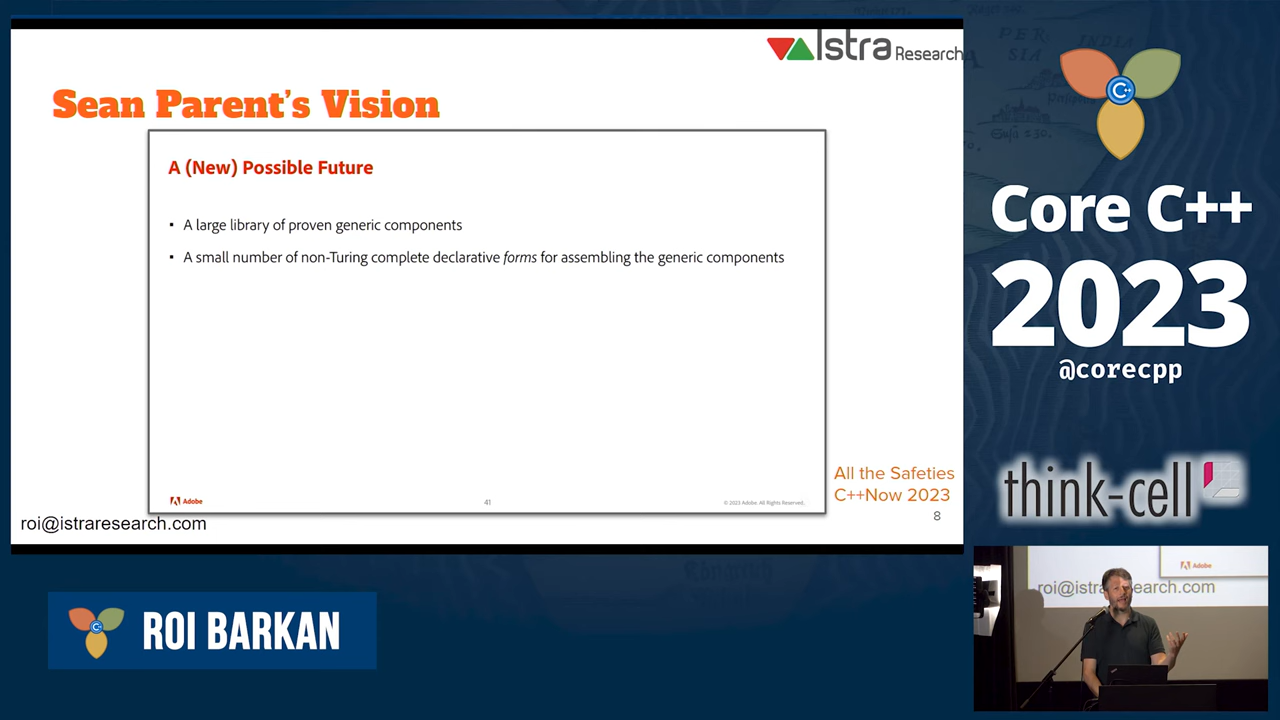 Istra Research
Sean Parent's Vision
A (New) Possible Future
▪ A large library of proven generic components
▪ A small number of non-Turing complete declarative forms for assembling the generic components
Adobe
41
© 2023 Adobe. All Rights Reserved.
All the Safeties
C++Now 2023
8
roi@istraresearch.com
C++
Core C++
2023
@corecpp
think-cell
Adobe
roi@istraresearch.com
ROI BARKAN